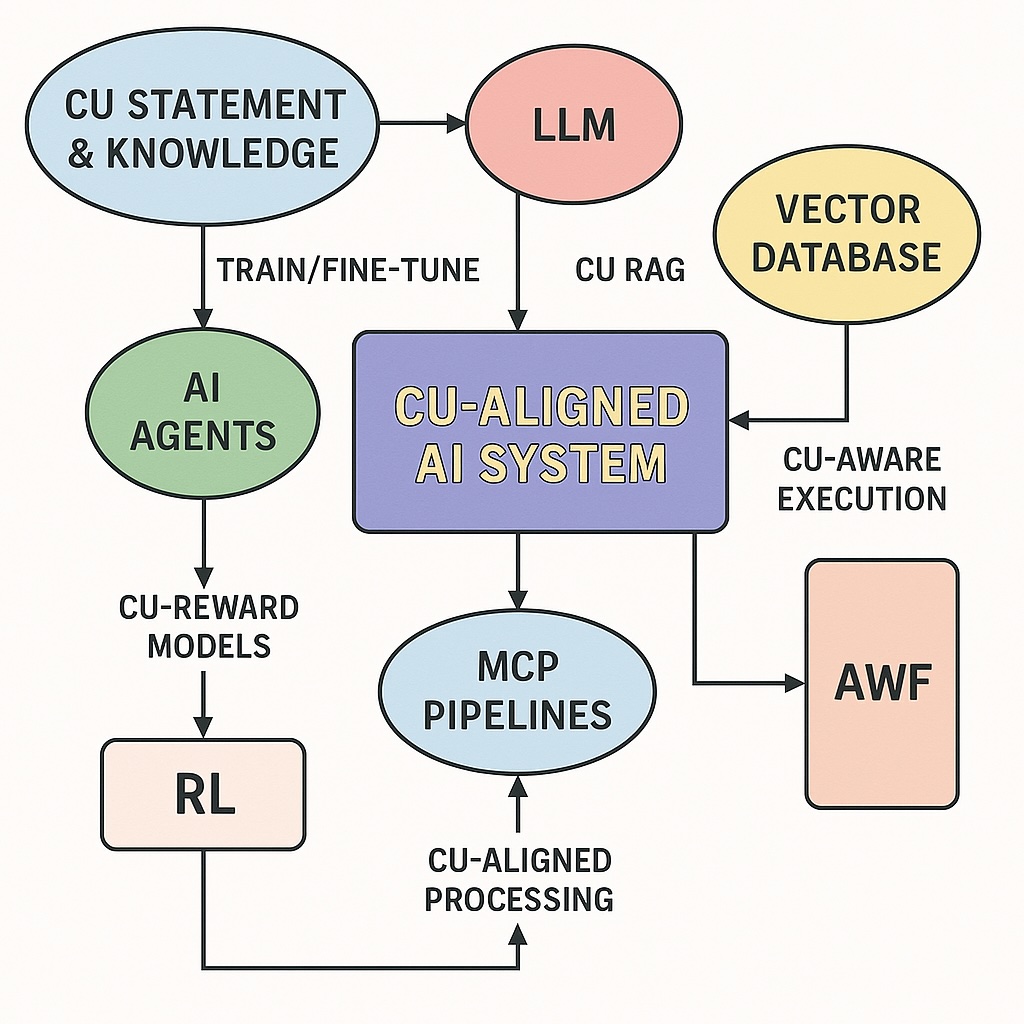 CU STATEMENT
& KNOWLEDGE
LLM
VECTOR
DATABASE
TRAIN/FINE-TUNE
CU RAG
AI
AGENTS
CU-ALIGNED
AI SYSTEM
CU-AWARE
EXECUTION
CU-REWARD
MODELS
MCP
PIPELINES
AWF
RL
CU-ALIGNED
PROCESSING